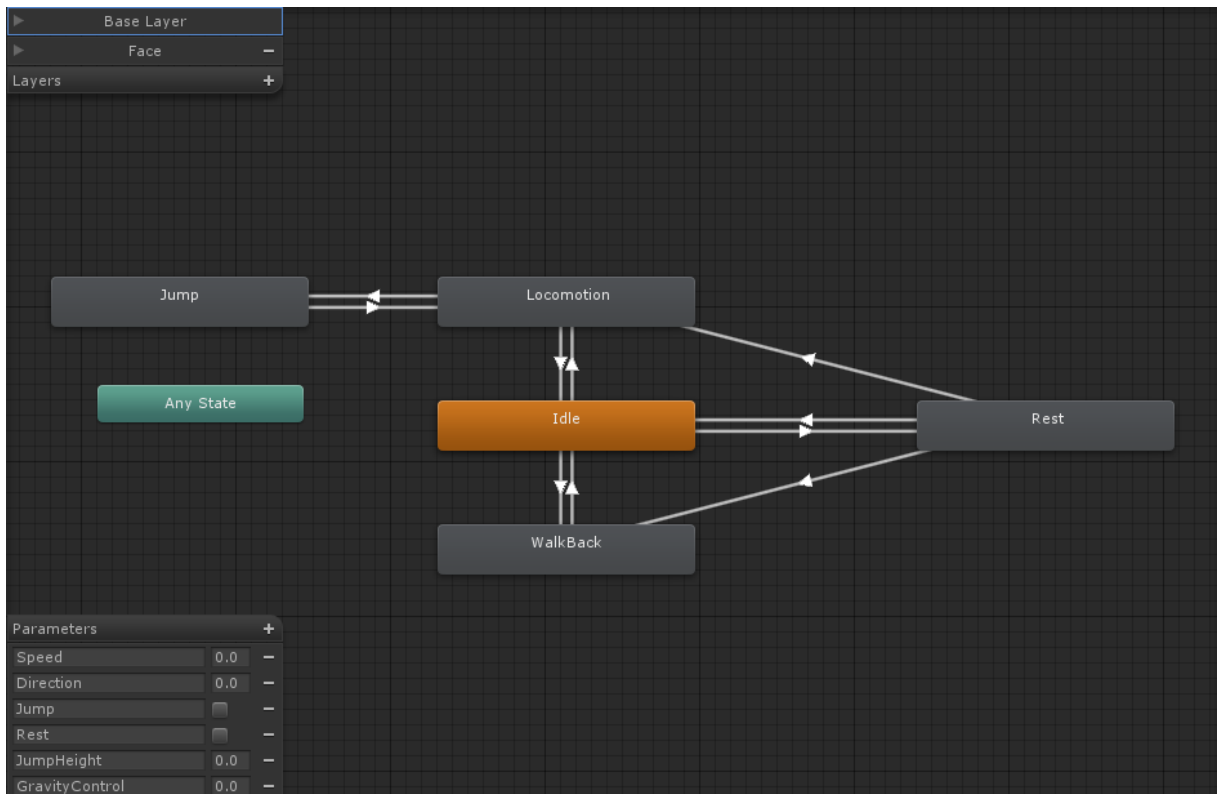 Base Layer
Face
Layers
Jump
Locomotion
Any State
Idle
Rest
WalkBack
Parameters
Speed 0.0
Direction 0.0
Jump
Rest
JumpHeight 0.0
GravityControl 0.0